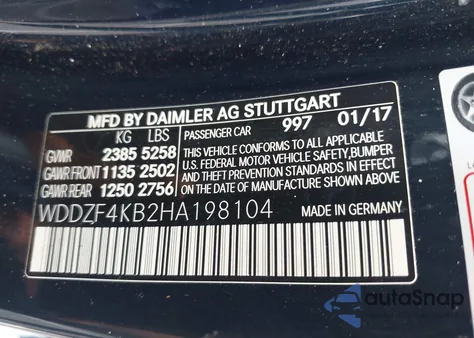 MFD BY DAIMLER AG STUTTGART
KG LBS
PASSENGER CAR 997 01/17
GVWR 2385 5258
GAWR FRONT 1135 2502
GAWR REAR 1250 2756
THIS VEHICLE CONFORMS TO ALL APPLICABLE
U.S. FEDERAL MOTOR VEHICLE SAFETY,BUMPER
AND THEFT PREVENTION STANDARDS IN EFFECT
ON THE DATE OF MANUFACTURE SHOWN ABOVE.
WDDZF4KB2HA198104 MADE IN GERMANY
autoSnap